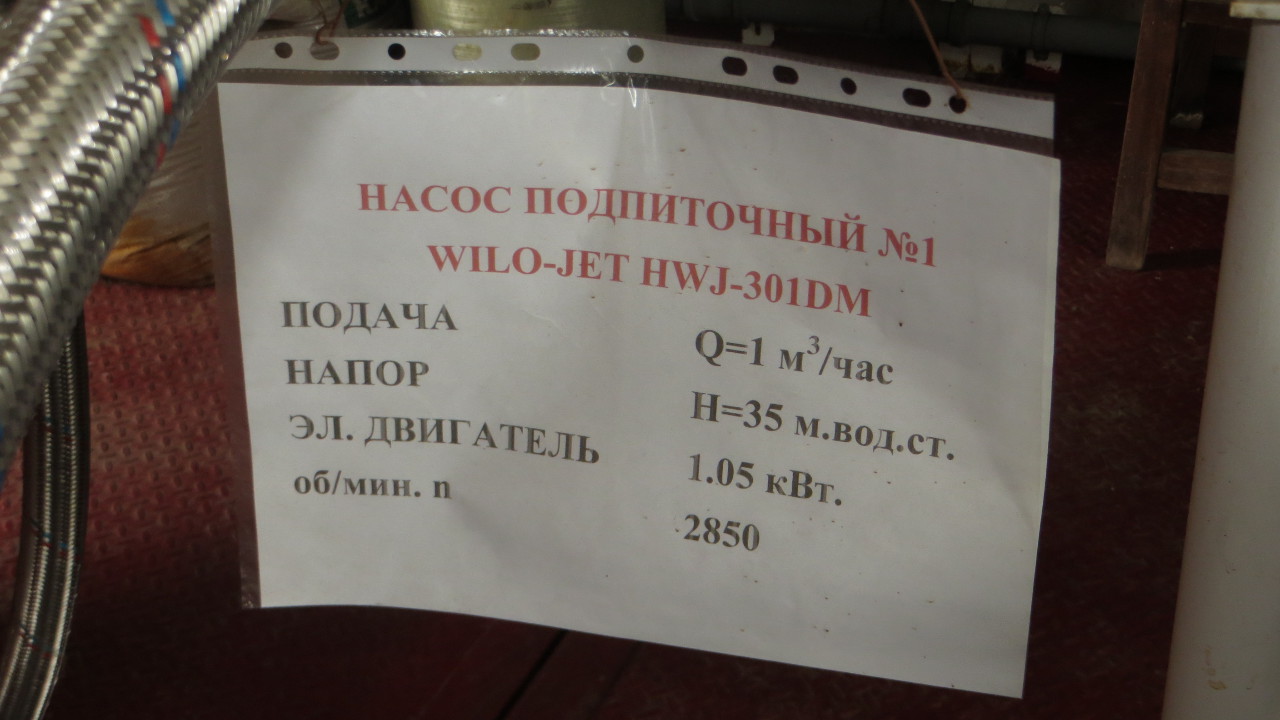 НАСОС ПОДПИТОЧНЫЙ №1
WILO-JET HWJ-301DM
ПОДАЧА Q=1 м³/час
НАПОР Н=35 м.вод.ст.
ЭЛ. ДВИГАТЕЛЬ 1.05 кВт.
об/мин. n 2850